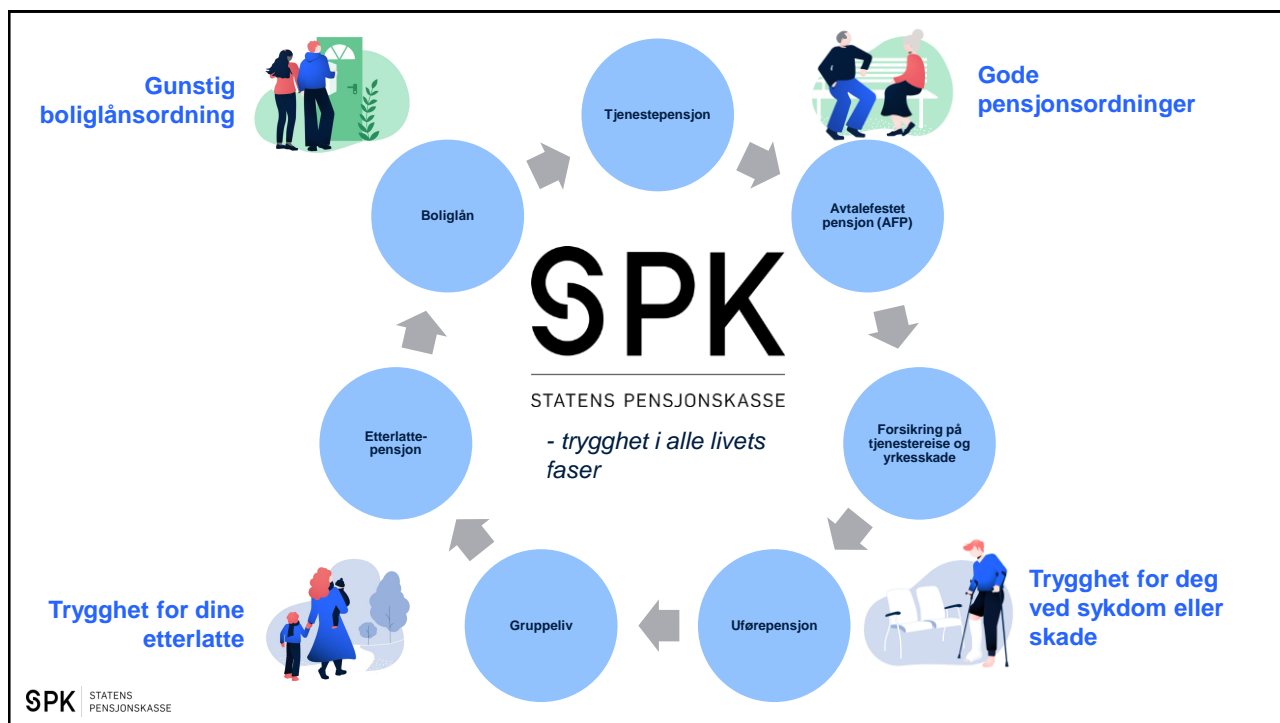 Gunstig
boliglånsordning
Tjenestepensjon
Gode
pensjonsordninger
Boliglån
Avtalefestet
pensjon (AFP)
SPK
STATENS PENSJONSKASSE
- trygghet i alle livets
faser
Etterlatte-
pensjon
Forsikring på
tjenestereise og
yrkesskade
Trygghet for dine
etterlatte
Gruppeliv
Uførepensjon
Trygghet for deg
ved sykdom eller
skade
SPK
STATENS
PENSJONSKASSE